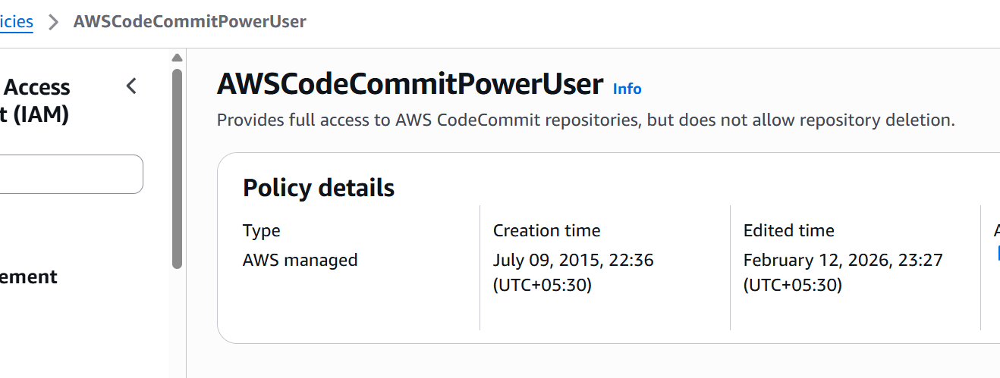 icies > AWSCodeCommitPowerUser
Access
t (IAM)
ement
AWSCodeCommitPowerUser Info
Provides full access to AWS CodeCommit repositories, but does not allow repository deletion.
Policy details
Type
AWS managed
Creation time
July 09, 2015, 22:36
(UTC+05:30)
Edited time
February 12, 2026, 23:27
(UTC+05:30)